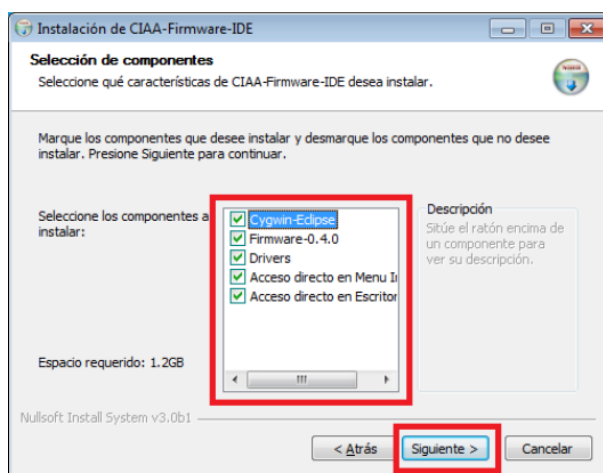 Instalación de CIAA-Firmware-IDE
Selección de componentes
Seleccione qué características de CIAA-Firmware-IDE desea instalar.
Marque los componentes que desee instalar y desmarque los componentes que no desee
instalar. Presione Siguiente para continuar.
Seleccione los componentes a
instalar:
Cygwin-Eclipse
Firmware-0.4.0
Drivers
Acceso directo en Menu I
Acceso directo en Escritor
Descripción
Sitúe el ratón encima de
un componente para
ver su descripción.
Espacio requerido: 1.2GB
Nullsoft Install System v3.0b1
< Atrás
Siguiente >
Cancelar